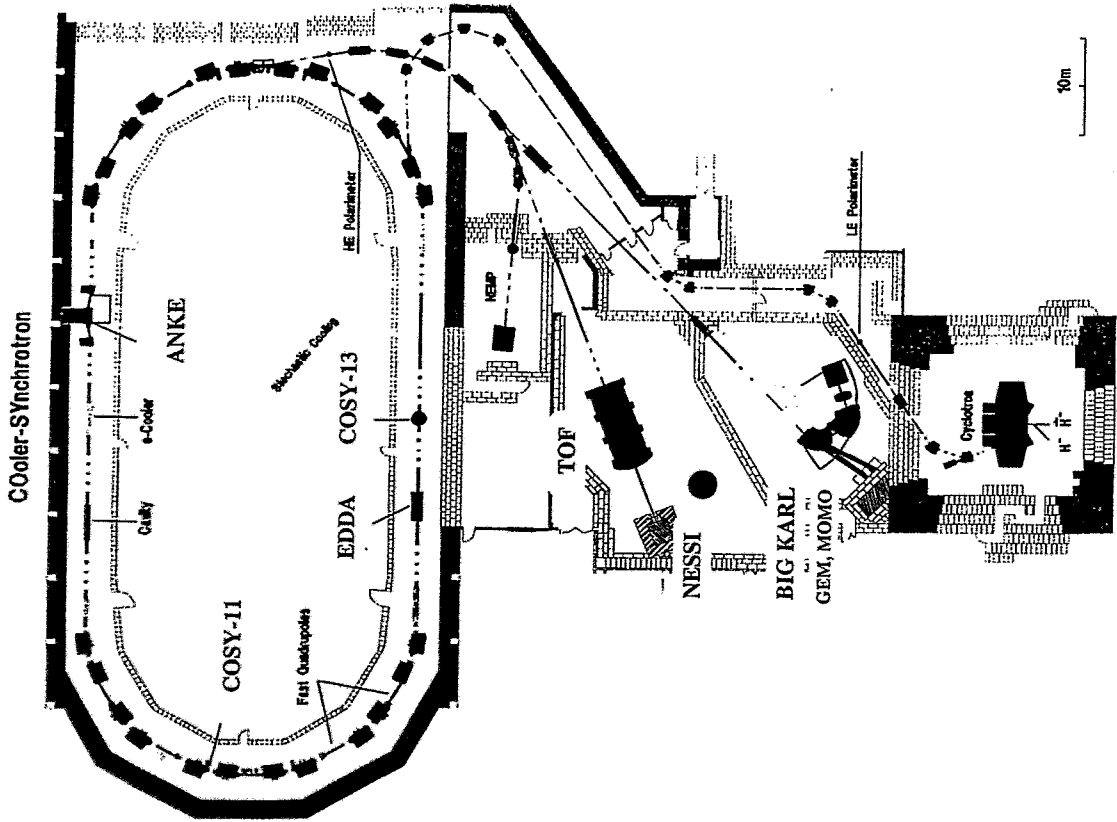 COoler-SYnchrotron
ANKE
e-Cooler
Cavity
Stochastic Cooling
COSY-13
EDDA
COSY-11
Fast Quadrupoles
HE Polarimeter
NEMP
TOF
NESSI
BIG KARL
GEM, MOMO
LE Polarimeter
Cyclotron
H⁻
10m